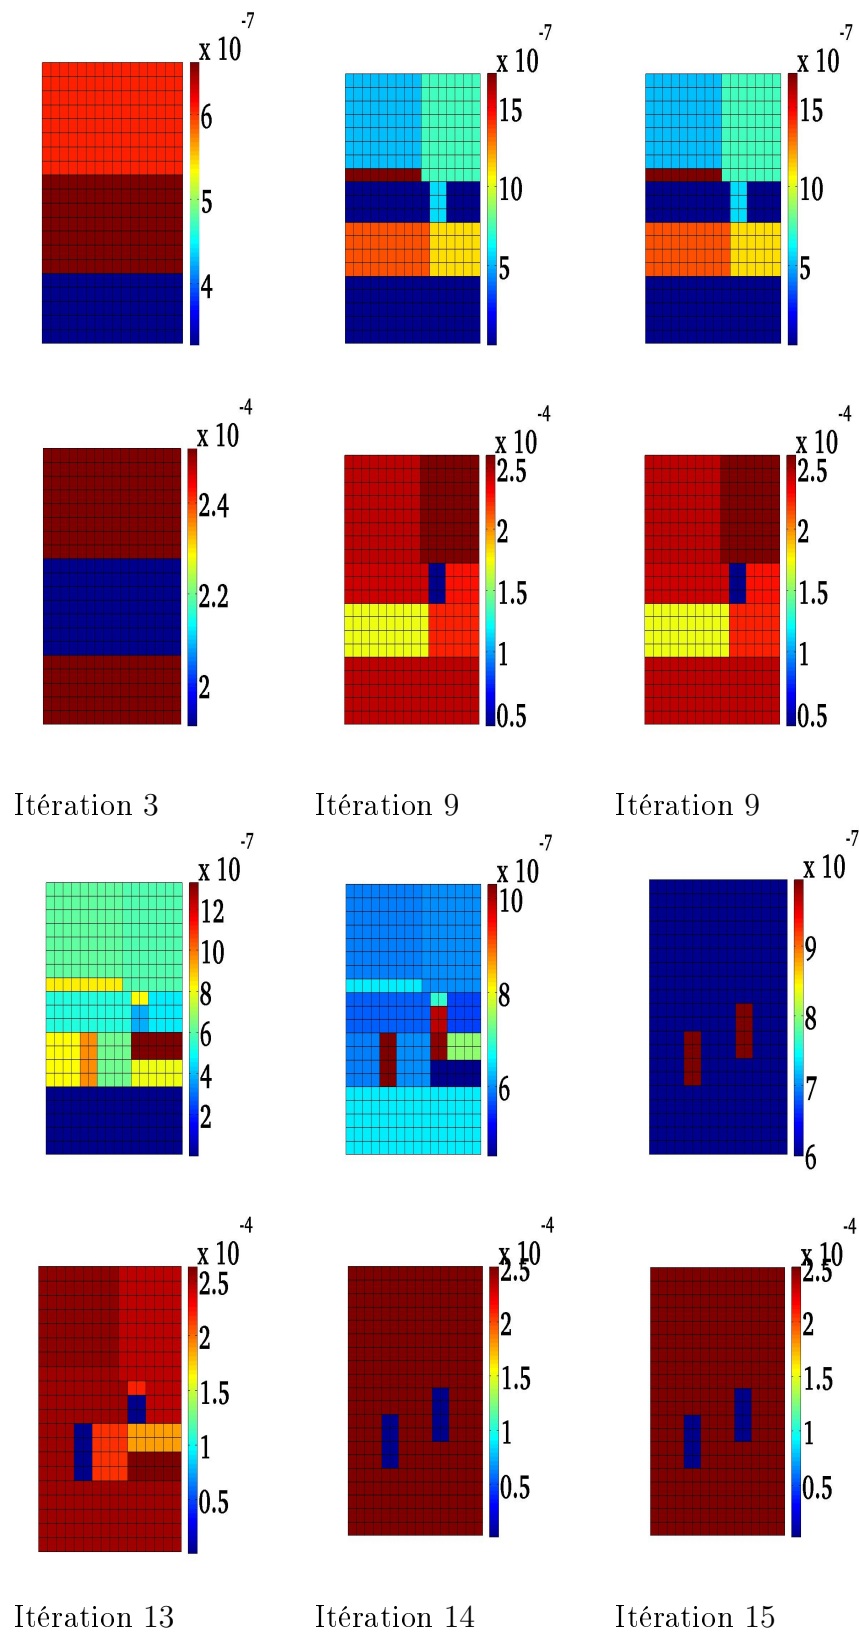 x 10 -7 x 10 -7 x 10 -7
6 15 15
5 10 10
4 5 5
x 10 -4 x 10 -4 x 10 -4
2.4 2.5 2.5
2.2 2 2
2 1.5 1.5
1 1
0.5 0.5
Itération 3 Itération 9 Itération 9
x 10 -7 x 10 -7 x 10 -7
12 10 9
10 8 8
8 6 7
6 6
4
2
x 10 -4 x 10 -4 x 10 -4
2.5 2.5 2.5
2 2 2
1.5 1.5 1.5
1 1 1
0.5 0.5 0.5
Itération 13 Itération 14 Itération 15